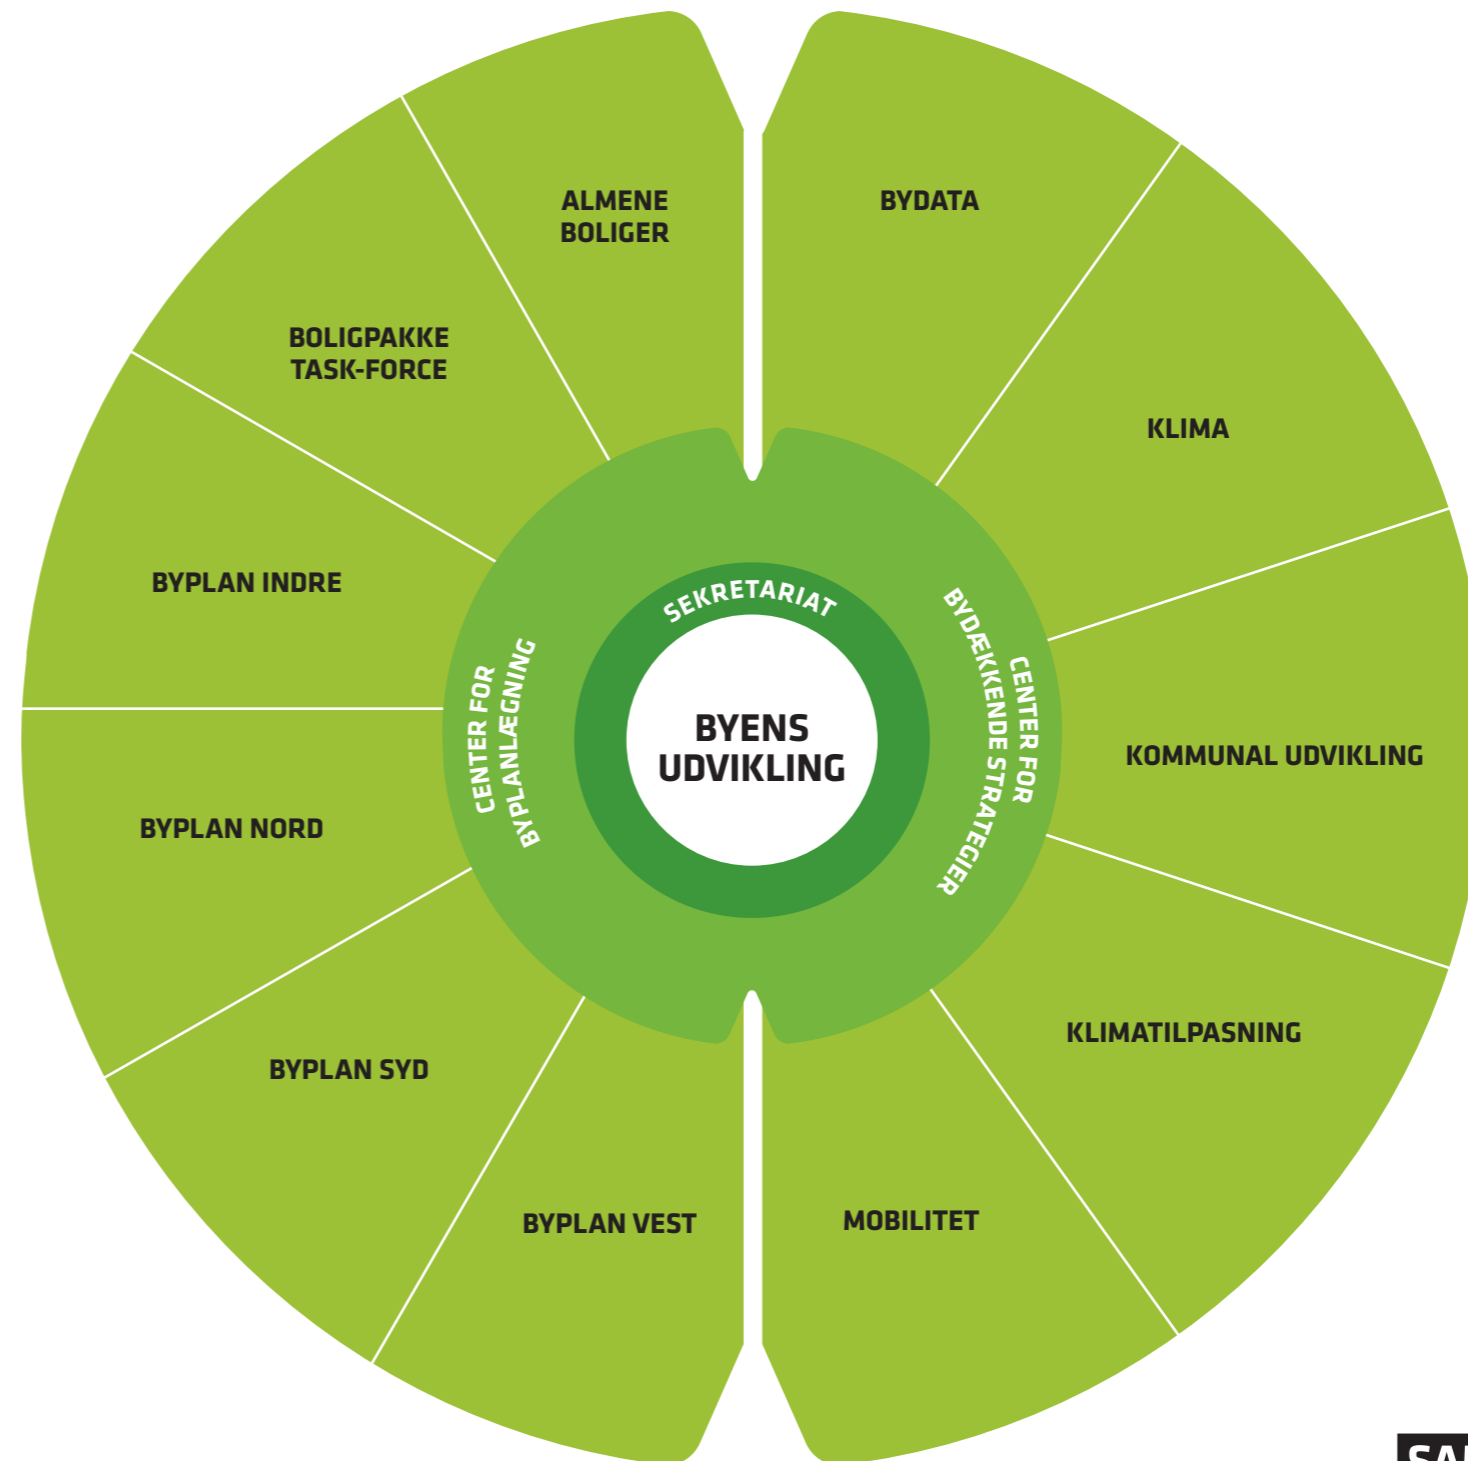 ALMENE
BOLIGER
BYDATA
BOLIGPAKKE
TASK-FORCE
KLIMA
BYPLAN INDRE
SEKRETARIAT
CENTER FOR
BYPLANLÆGNING
CENTER FOR
BYDÆKKENDE STRATEGIER
BYENS
UDVIKLING
KOMMUNAL UDVIKLING
BYPLAN NORD
KLIMATILPASNING
BYPLAN SYD
BYPLAN VEST
MOBILITET